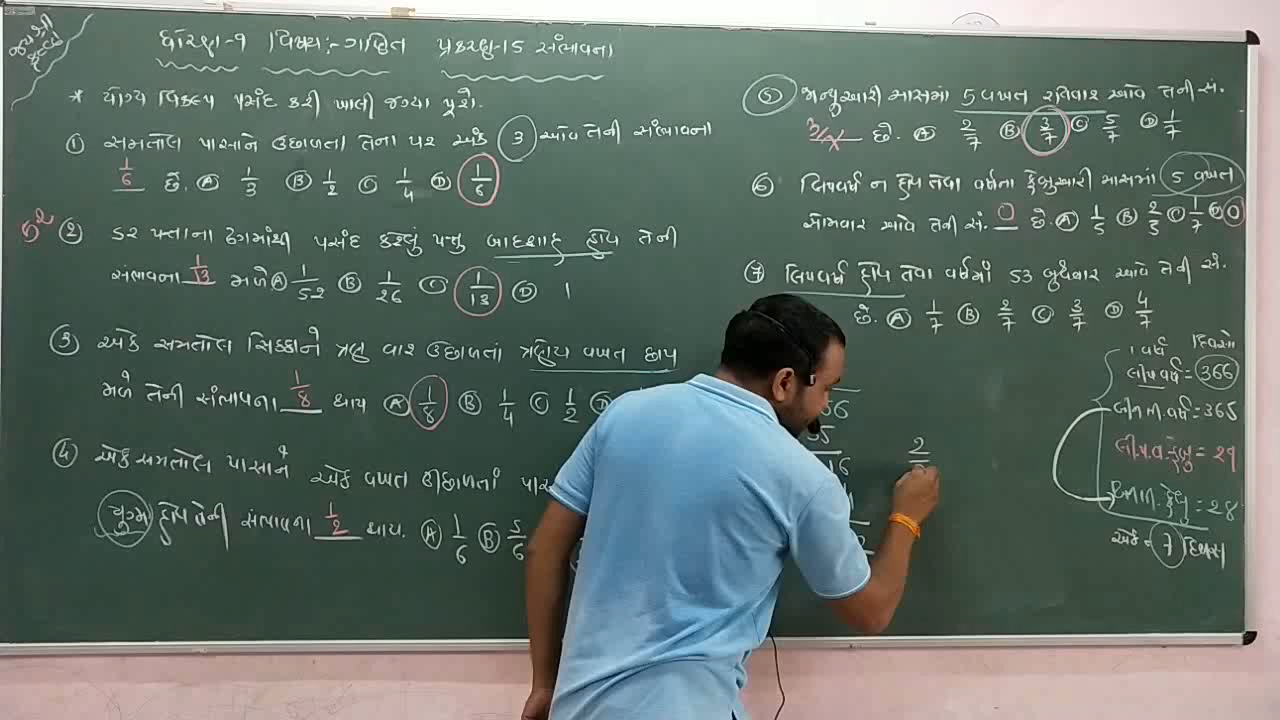 જય શ્રી
ધોરણ-૧ વિષય:- ગણિત પ્રકરણ-15 સંભાવના
* યોગ્ય વિકલ્પ પસંદ કરી ખાલી જગ્યા પૂરો.
① સમતોલ પાસાને ઉછાળતા તેના પર અંક 3 આવે તેની સંભાવના
1/6 છે. Ⓐ 1/3 Ⓑ 1/2 Ⓒ 1/4 Ⓓ 1/6
52 ② 52 પત્તાના ઢગમાંથી પસંદ કરેલું પત્તુ બાદશાહ હોય તેની
સંભાવના 1/13 મળે Ⓐ 1/52 Ⓑ 1/26 Ⓒ 1/13 Ⓓ 1
③ એક સમતોલ સિક્કાને ત્રણ વાર ઉછાળતાં ત્રણેય વખત છાપ
મળે તેની સંભાવના 1/8 થાય Ⓐ 1/8 Ⓑ 1/4 Ⓒ 1/2 Ⓓ
④ એક સમતોલ પાસાને એક વખત ઉછાળતાં
યુગ્મ હોય તેની સંભાવના 1/2 થાય. Ⓐ 1/6 Ⓑ 5/6
⑤ જાન્યુઆરી માસમાં 5 વખત રવિવાર આવે તેની સં.
3/7 છે. Ⓐ 2/7 Ⓑ 3/7 Ⓒ 5/7 Ⓓ 1/7
⑥ લિપવર્ષ ન હોય તેવા વર્ષના ફેબ્રુઆરી માસમાં 5 વખત
સોમવાર આવે તેની સં. 0 છે. Ⓐ 1/5 Ⓑ 2/5 Ⓒ 1/7 Ⓓ 0
⑦ લિપવર્ષ હોય તેવા વર્ષમાં 53 બુધવાર આવે તેની સં.
છે. Ⓐ 1/7 Ⓑ 2/7 Ⓒ 3/7 Ⓓ 4/7
1 વર્ષ દિવસો
લીપ વર્ષ = 366
= 365
= 29
= 28
7 દિવસ
2